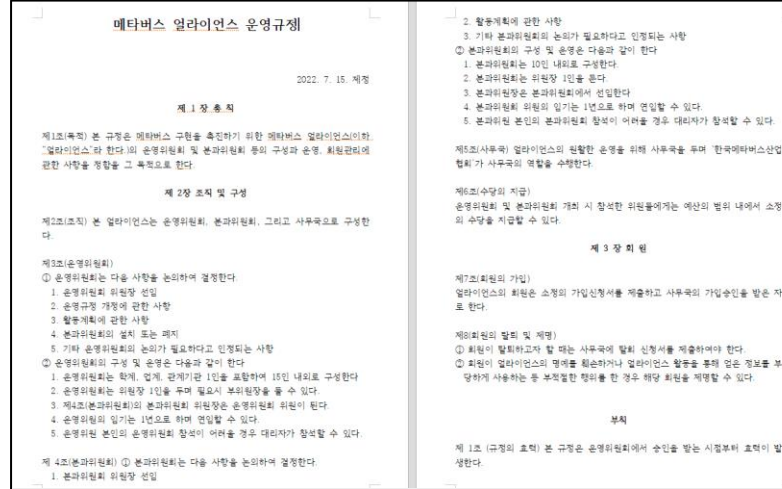 메타버스 얼라이언스 운영규정
2022. 7. 15. 제정
제 1 장 총 칙
제1조(목적) 본 규정은 메타버스 구현을 촉진하기 위한 메타버스 얼라이언스(이하,
"얼라이언스"라 한다.)의 운영위원회 및 분과위원회 등의 구성과 운영, 회원관리에
관한 사항을 정함을 그 목적으로 한다.
제 2장 조직 및 구성
제2조(조직) 본 얼라이언스는 운영위원회, 분과위원회, 그리고 사무국으로 구성한
다.
제3조(운영위원회)
① 운영위원회는 다음 사항을 논의하여 결정한다.
1. 운영위원회 위원장 선임
2. 운영규정 개정에 관한 사항
3. 활동계획에 관한 사항
4. 분과위원회의 설치 또는 폐지
5. 기타 운영위원회의 논의가 필요하다고 인정되는 사항
② 운영위원회의 구성 및 운영은 다음과 같이 한다
1. 운영위원회는 학계, 업계, 관계기관 1인을 포함하여 15인 내외로 구성한다
2. 운영위원회는 위원장 1인을 두며 필요시 부위원장을 둘 수 있다.
3. 제4조(분과위원회)의 분과위원회 위원장은 운영위원회 위원이 된다.
4. 운영위원의 임기는 1년으로 하며 연임할 수 있다.
5. 운영위원 본인의 운영위원회 참석이 어려울 경우 대리자가 참석할 수 있다.
제 4조(분과위원회) ① 분과위원회는 다음 사항을 논의하여 결정한다.
1. 분과위원회 위원장 선임
2. 활동계획에 관한 사항
3. 기타 분과위원회의 논의가 필요하다고 인정되는 사항
② 분과위원회의 구성 및 운영은 다음과 같이 한다
1. 분과위원회는 10인 내외로 구성한다.
2. 분과위원회는 위원장 1인을 둔다.
3. 분과위원장은 분과위원회에서 선임한다
4. 분과위원회 위원의 임기는 1년으로 하며 연임할 수 있다.
5. 분과위원 본인의 분과위원회 참석이 어려울 경우 대리자가 참석할 수 있다.
제5조(사무국) 얼라이언스의 원활한 운영을 위해 사무국을 두며 '한국메타버스산업
협회'가 사무국의 역할을 수행한다.
제6조(수당의 지급)
운영위원회 및 분과위원회 개최 시 참석한 위원들에게는 예산의 범위 내에서 소정
의 수당을 지급할 수 있다.
제 3 장 회 원
제7조(회원의 가입)
얼라이언스의 회원은 소정의 가입신청서를 제출하고 사무국의 가입승인을 받은 자
로 한다.
제8(회원의 탈퇴 및 제명)
① 회원이 탈퇴하고자 할 때는 사무국에 탈회 신청서를 제출하여야 한다.
② 회원이 얼라이언스의 명예를 훼손하거나 얼라이언스 활동을 통해 얻은 정보를 부
당하게 사용하는 등 부적절한 행위를 한 경우 해당 회원을 제명할 수 있다.
부칙
제 1조 (규정의 효력) 본 규정은 운영위원회에서 승인을 받는 시점부터 효력이 발
생한다.